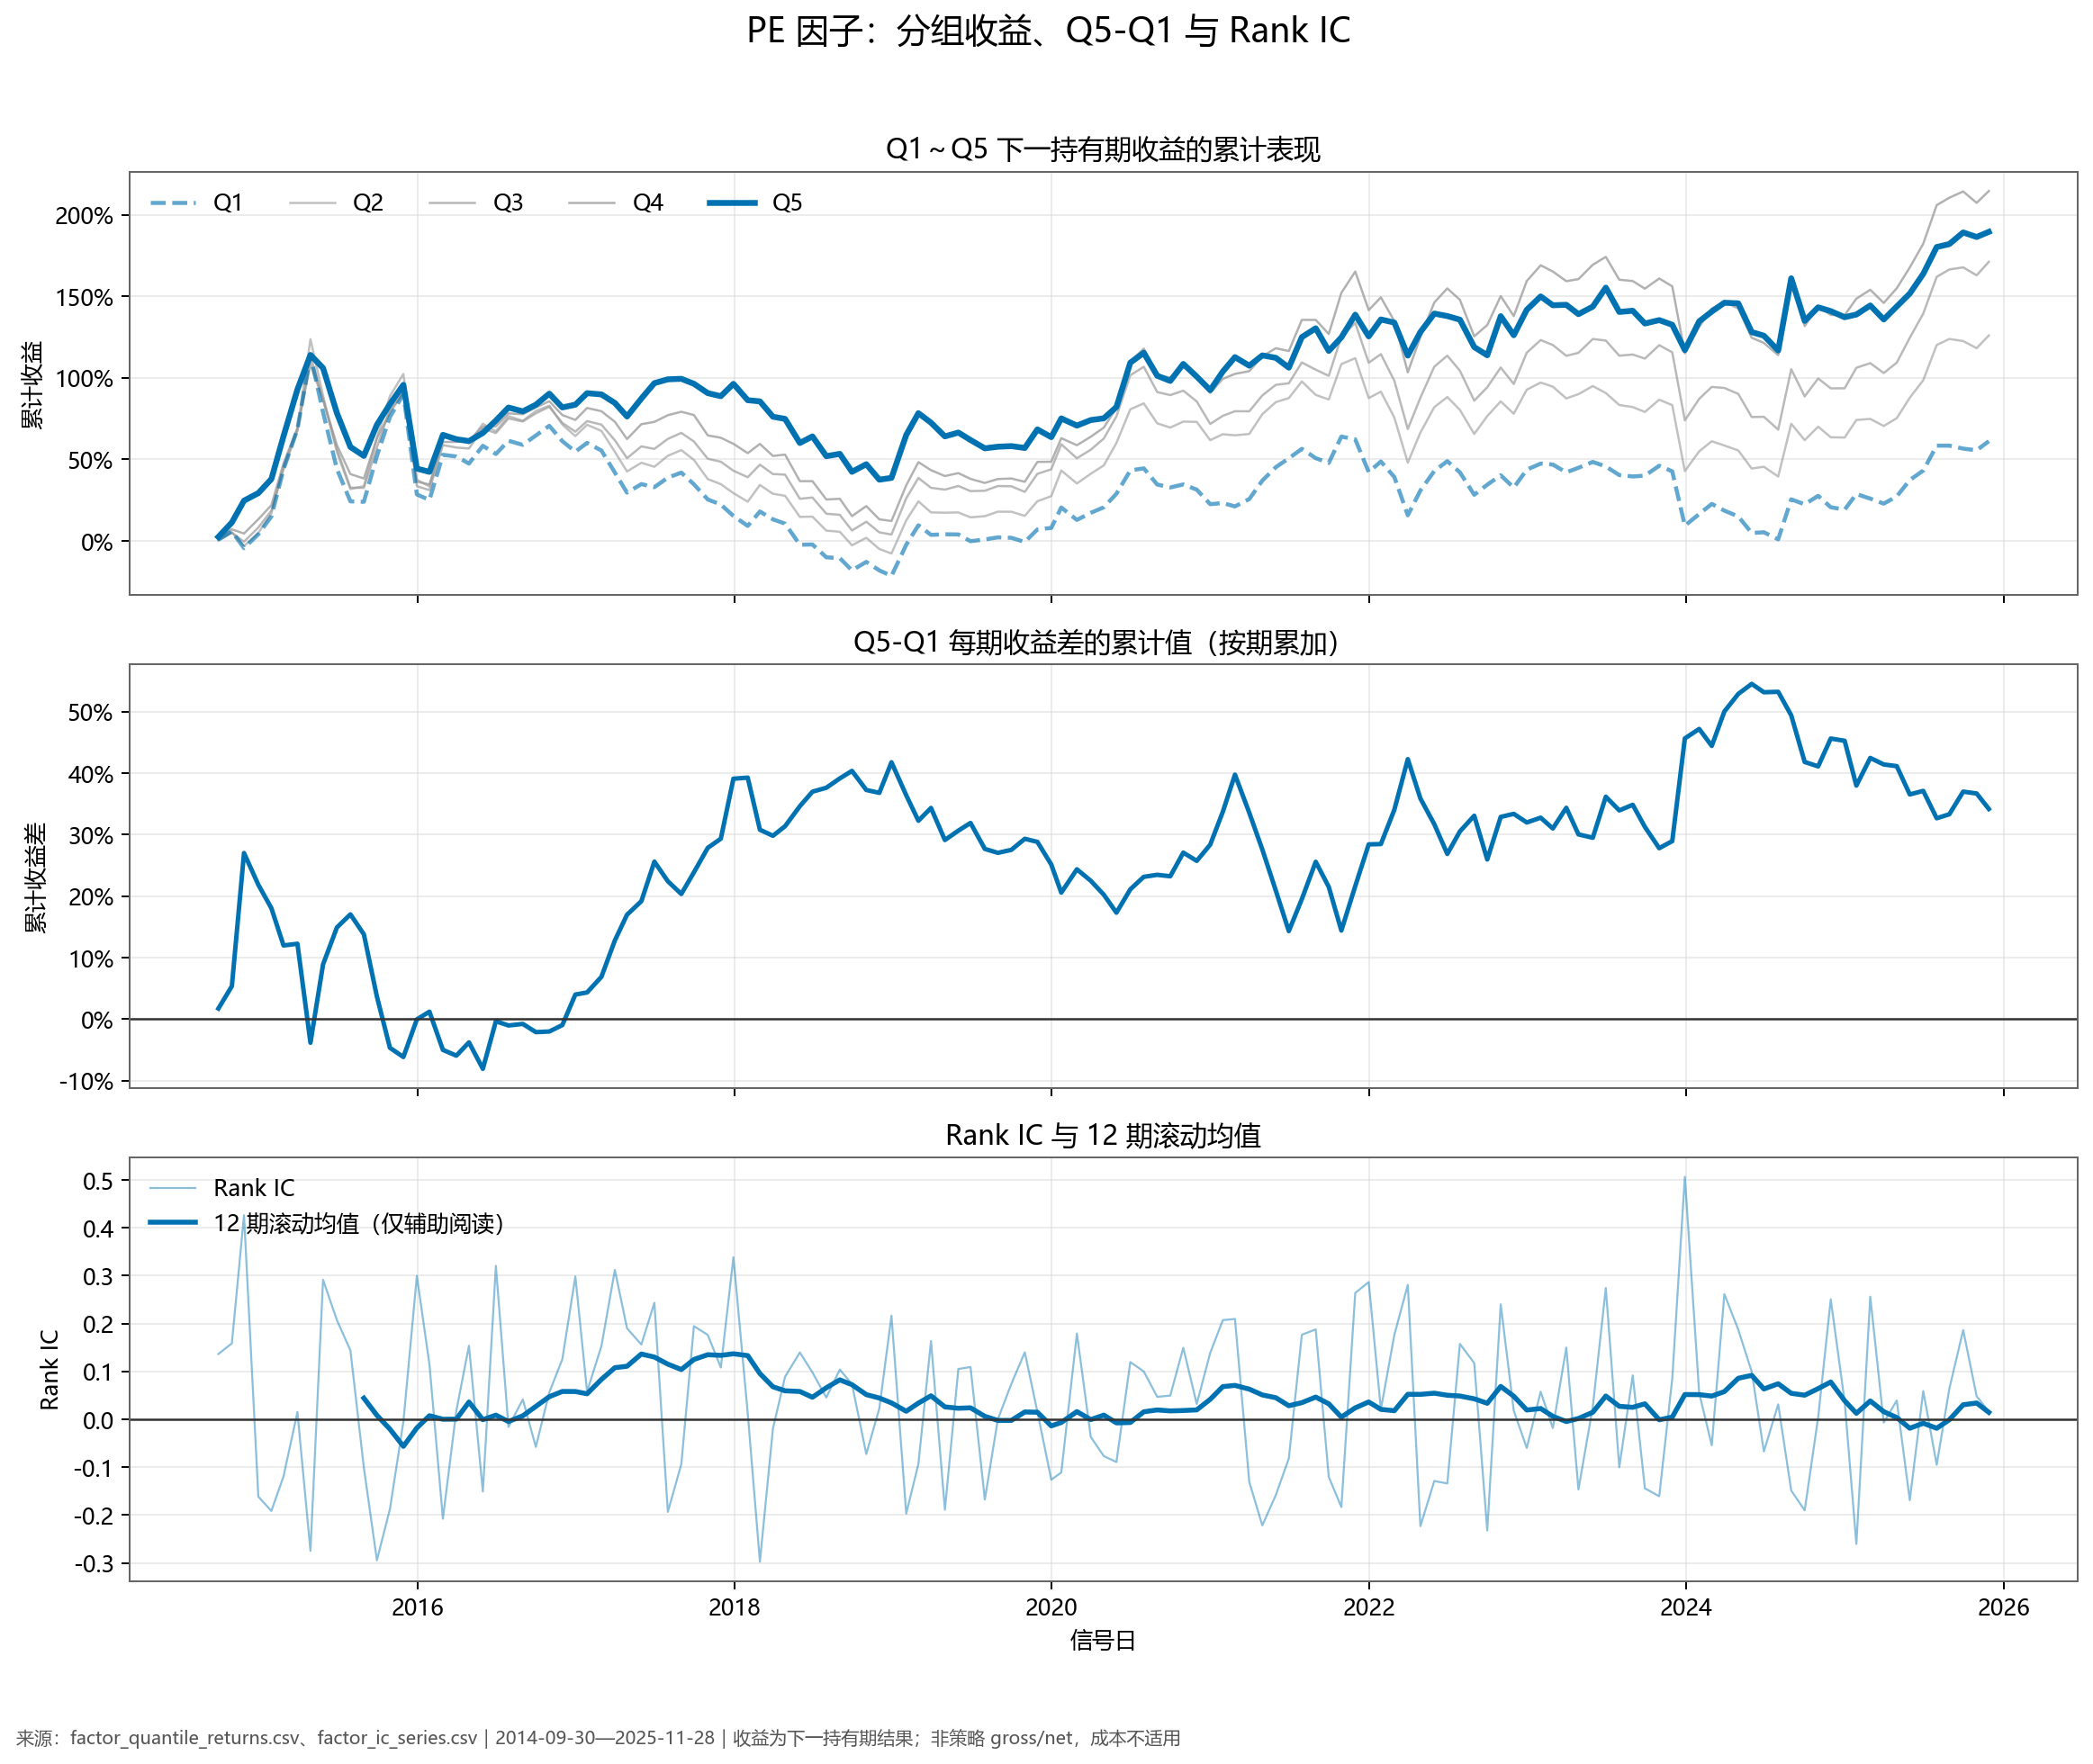 PE 因子：分组收益、Q5-Q1 与 Rank IC
Q1～Q5 下一持有期收益的累计表现
Q1 Q2 Q3 Q4 Q5
累计收益
200%
150%
100%
50%
0%
Q5-Q1 每期收益差的累计值（按期累加）
累计收益差
50%
40%
30%
20%
10%
0%
-10%
Rank IC 与 12 期滚动均值
Rank IC
12 期滚动均值（仅辅助阅读）
Rank IC
0.5
0.4
0.3
0.2
0.1
0.0
-0.1
-0.2
-0.3
2016 2018 2020 2022 2024 2026
信号日
来源：factor_quantile_returns.csv、factor_ic_series.csv | 2014-09-30—2025-11-28 | 收益为下一持有期结果；非策略 gross/net，成本不适用